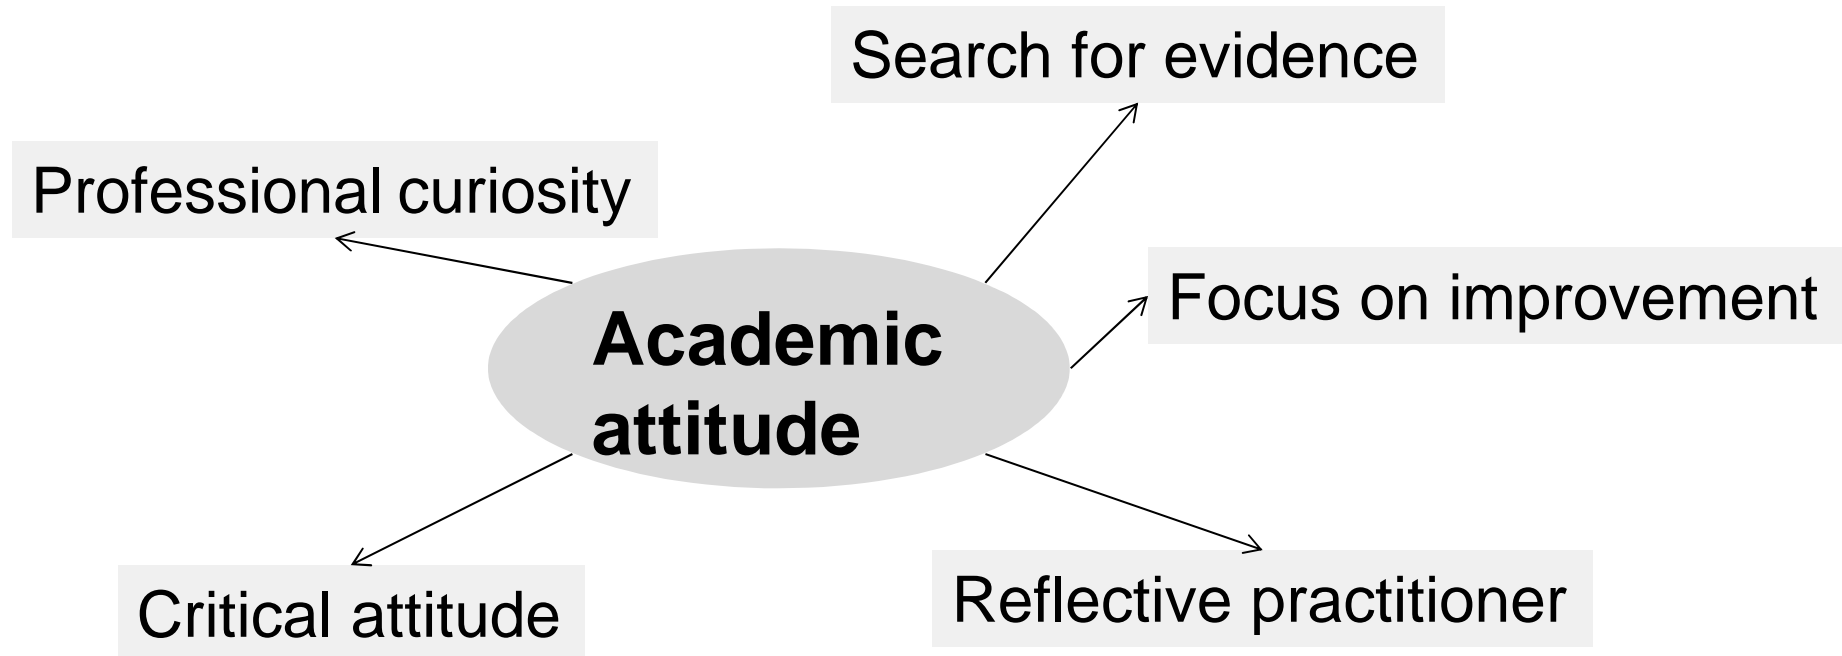 Search for evidence
Professional curiosity
Focus on improvement
Academic
attitude
Reflective practitioner
Critical attitude